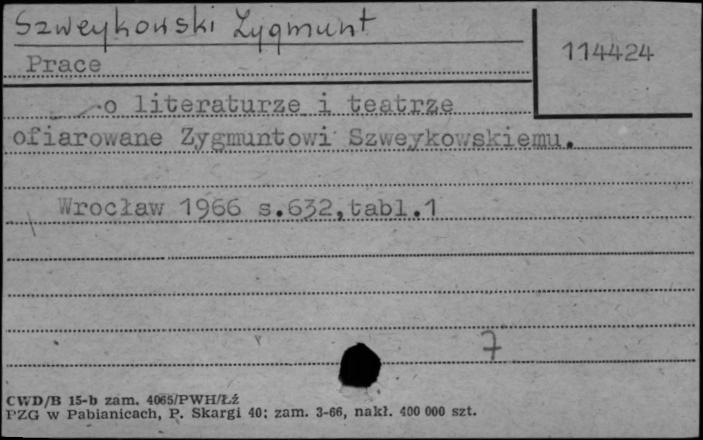 Szweykowski Zygmunt
114424
Prace
o literaturze i teatrze
ofiarowane Zygmuntowi Szweykowskiemu.
Wrocław 1966 s.632,tabl.1
7
CWD/B 15-b zam. 4065/PWH/Łź
PZG w Pabianicach, P. Skargi 40; zam. 3-66, nakł. 400 000 szt.